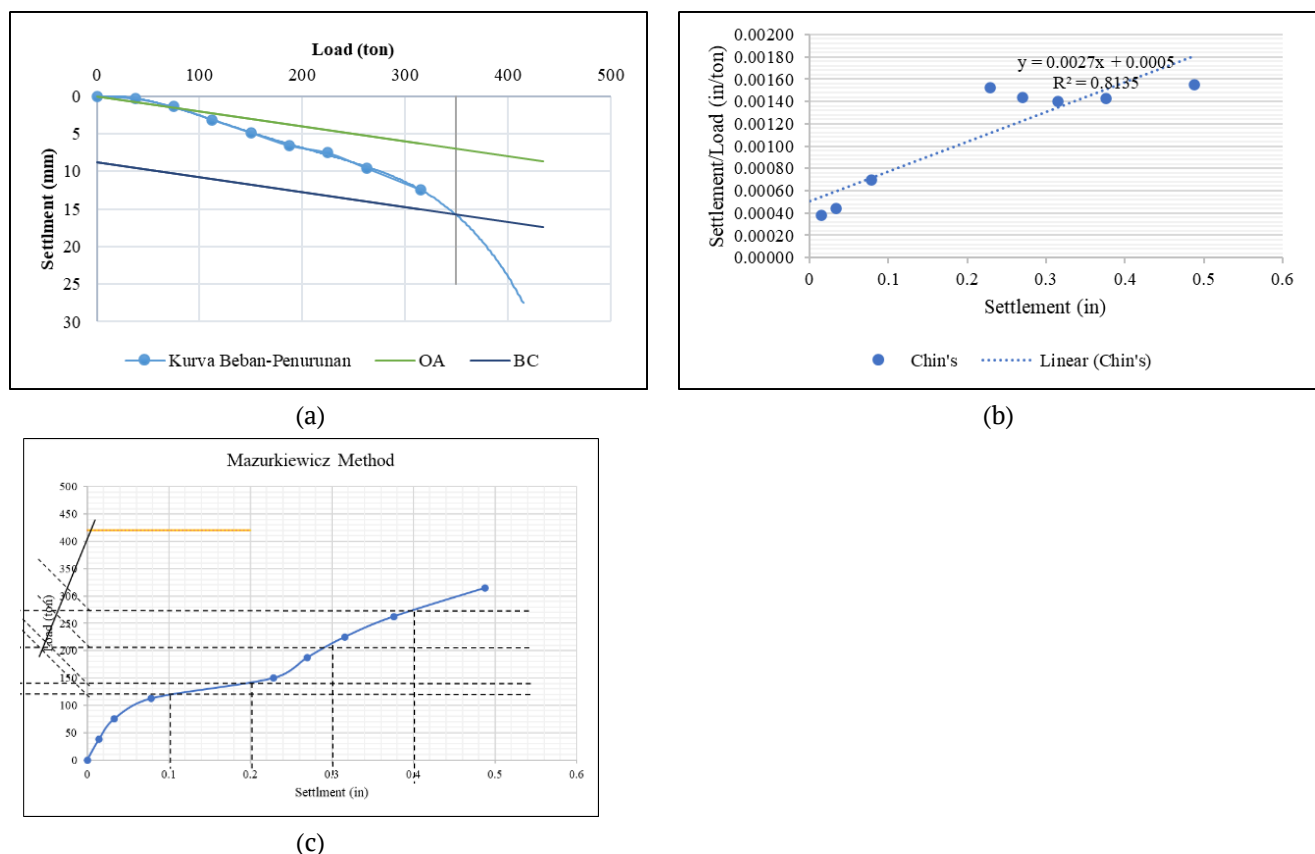 Load (ton)
0 100 200 300 400 500
0
5
10
15
20
25
30
Settlment (mm)
Kurva Beban-Penurunan OA BC
(a)
0.00200
0.00180
0.00160
0.00140
0.00120
0.00100
0.00080
0.00060
0.00040
0.00020
0.00000
Settlement/Load (in/ton)
y = 0.0027x + 0.0005
R² = 0,8135
0 0.1 0.2 0.3 0.4 0.5 0.6
Settlement (in)
Chin's Linear (Chin's)
(b)
Mazurkiewicz Method
500
450
400
350
300
250
200
150
100
50
0
Load (ton)
0 0.1 0.2 0.3 0.4 0.5 0.6
Settlment (in)
(c)